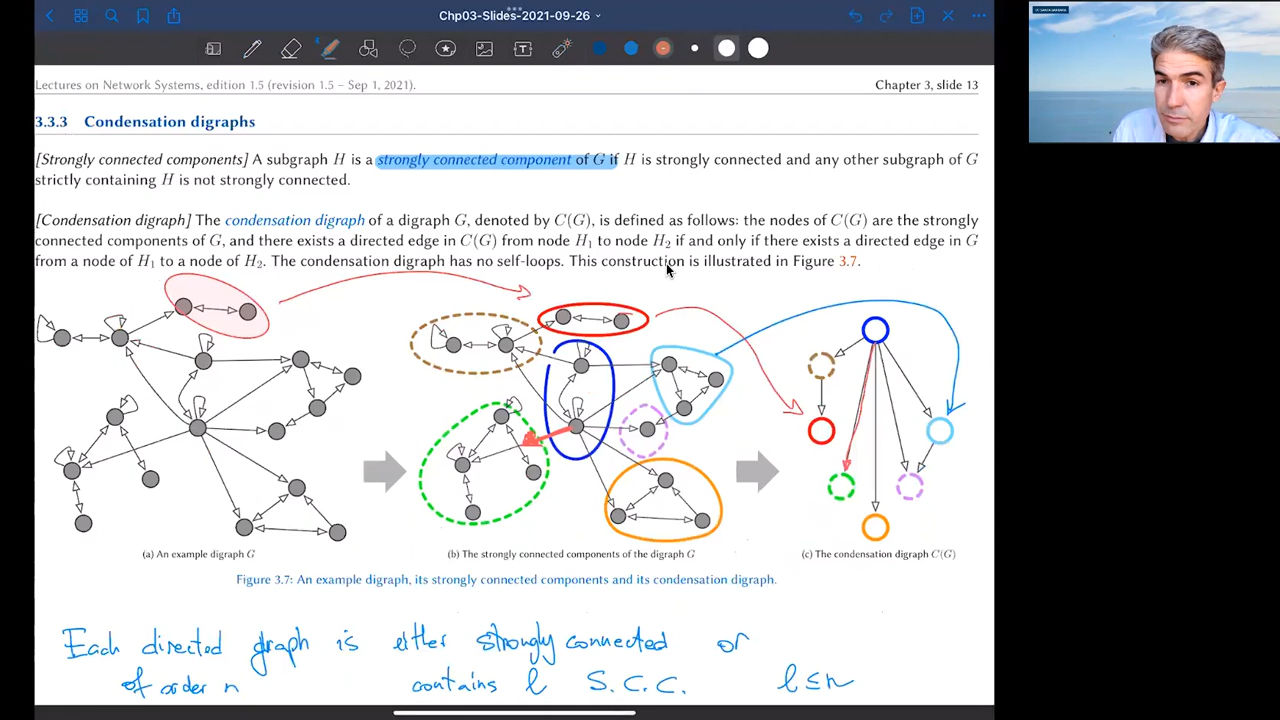 Chp03-Slides-2021-09-26
Lectures on Network Systems, edition 1.5 (revision 1.5 – Sep 1, 2021).
Chapter 3, slide 13
3.3.3 Condensation digraphs
[Strongly connected components] A subgraph H is a strongly connected component of G if H is strongly connected and any other subgraph of G
strictly containing H is not strongly connected.
[Condensation digraph] The condensation digraph of a digraph G, denoted by C(G), is defined as follows: the nodes of C(G) are the strongly
connected components of G, and there exists a directed edge in C(G) from node H₁ to node H₂ if and only if there exists a directed edge in G
from a node of H₁ to a node of H₂. The condensation digraph has no self-loops. This construction is illustrated in Figure 3.7.
(a) An example digraph G
(b) The strongly connected components of the digraph G
(c) The condensation digraph C(G)
Figure 3.7: An example digraph, its strongly connected components and its condensation digraph.
Each directed graph is either strongly connected or
of order n contains l S.C.C. l ≤ n